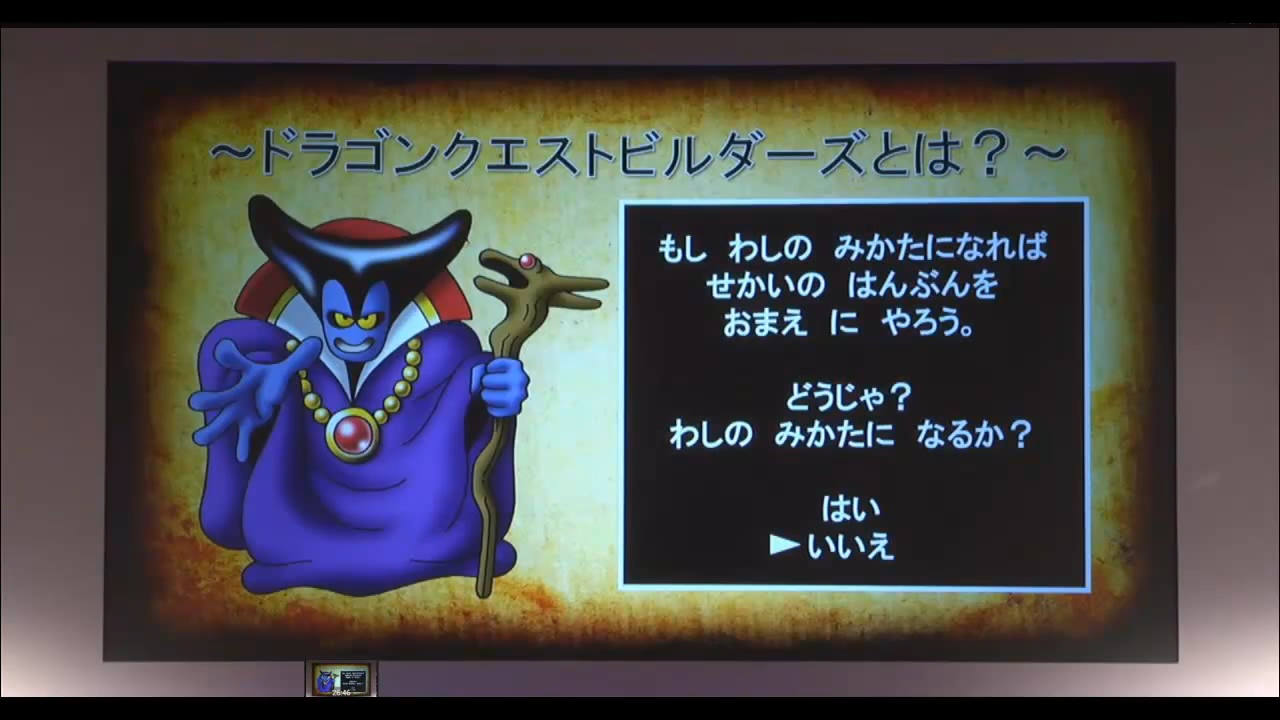 ～ドラゴンクエストビルダーズとは？～
もし わしの みかたになれば
せかいの はんぶんを
おまえ に やろう。
どうじゃ？
わしの みかたに なるか？
はい
▶いいえ
26:46